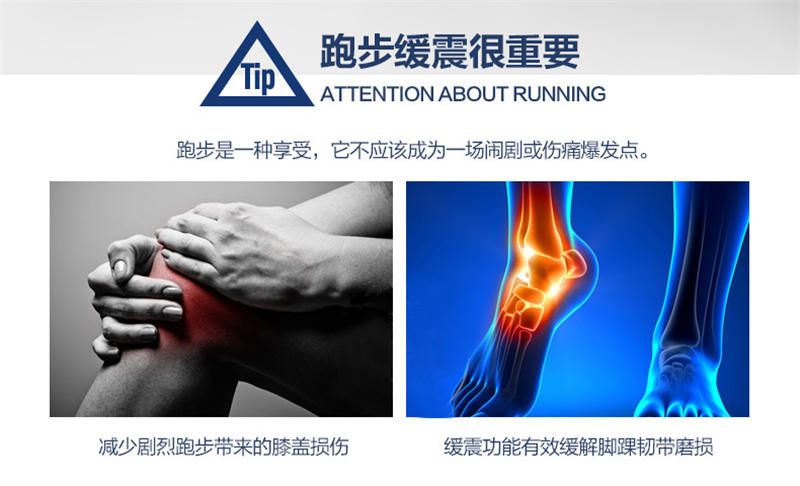 Tip
跑步缓震很重要
ATTENTION ABOUT RUNNING
跑步是一种享受，它不应该成为一场闹剧或伤痛爆发点。
减少剧烈跑步带来的膝盖损伤
缓震功能有效缓解脚踝韧带磨损